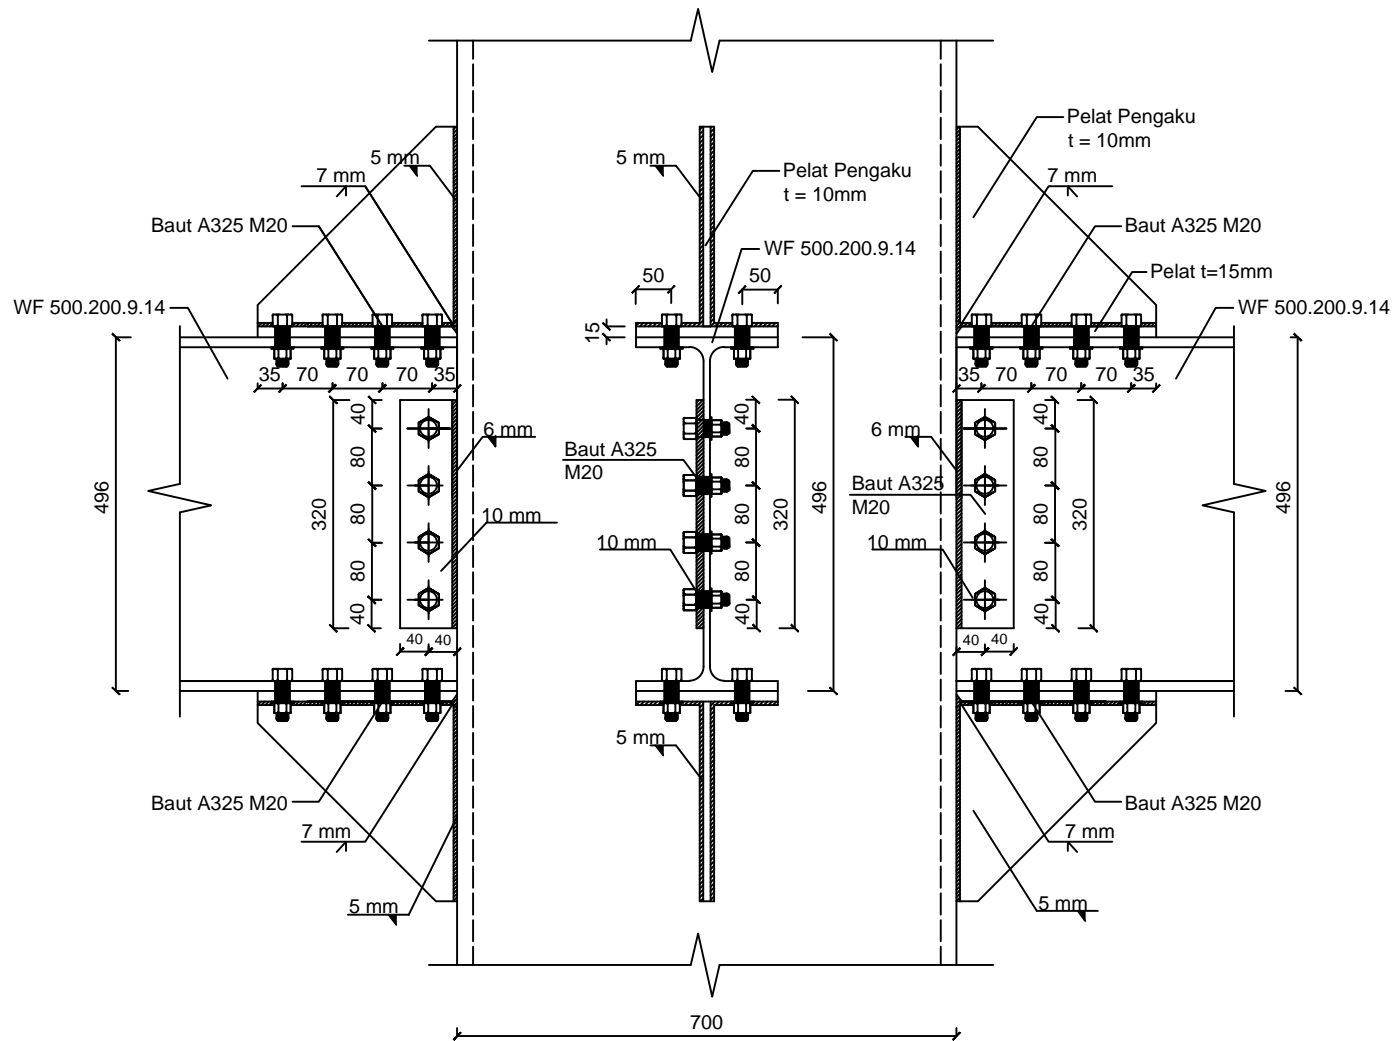 Pelat Pengaku
t = 10mm
5 mm
7 mm
5 mm
Pelat Pengaku
t = 10mm
7 mm
Baut A325 M20
WF 500.200.9.14
Baut A325 M20
50
50
Pelat t=15mm
WF 500.200.9.14
WF 500.200.9.14
15
35
70
70
70
35
35
70
70
70
35
40
80
80
80
40
320
496
6 mm
10 mm
40
40
Baut A325
M20
10 mm
40
80
80
80
40
320
496
6 mm
Baut A325
M20
10 mm
40
40
40
80
80
80
40
320
496
5 mm
Baut A325 M20
7 mm
5 mm
Baut A325 M20
7 mm
5 mm
700